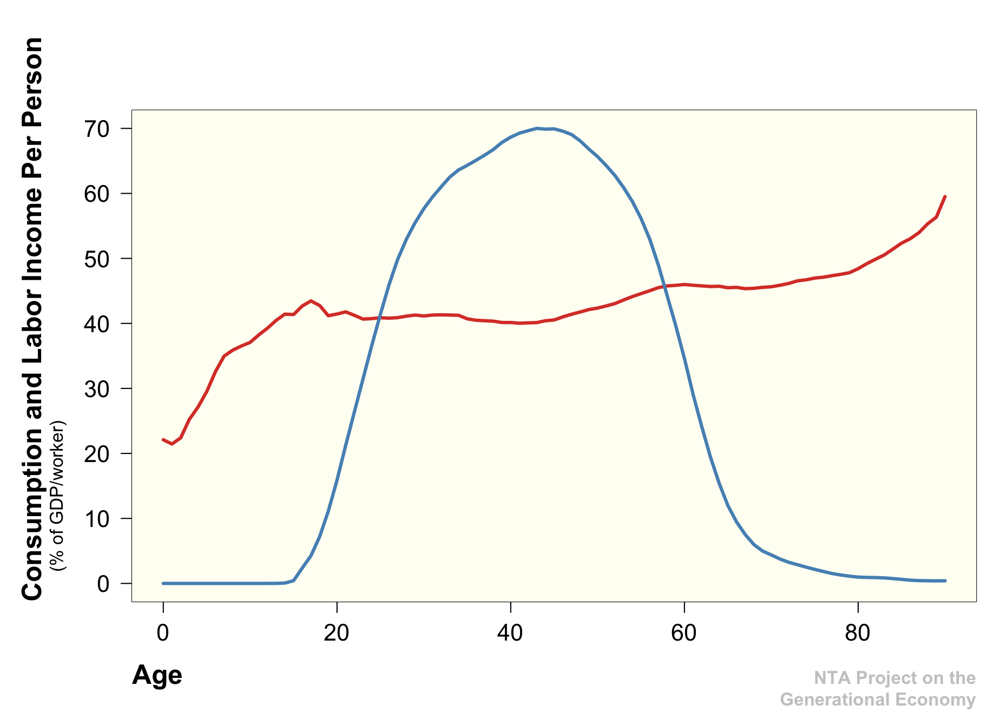 Consumption and Labor Income Per Person
(% of GDP/worker)
70
60
50
40
30
20
10
0
0 20 40 60 80
Age
NTA Project on the
Generational Economy